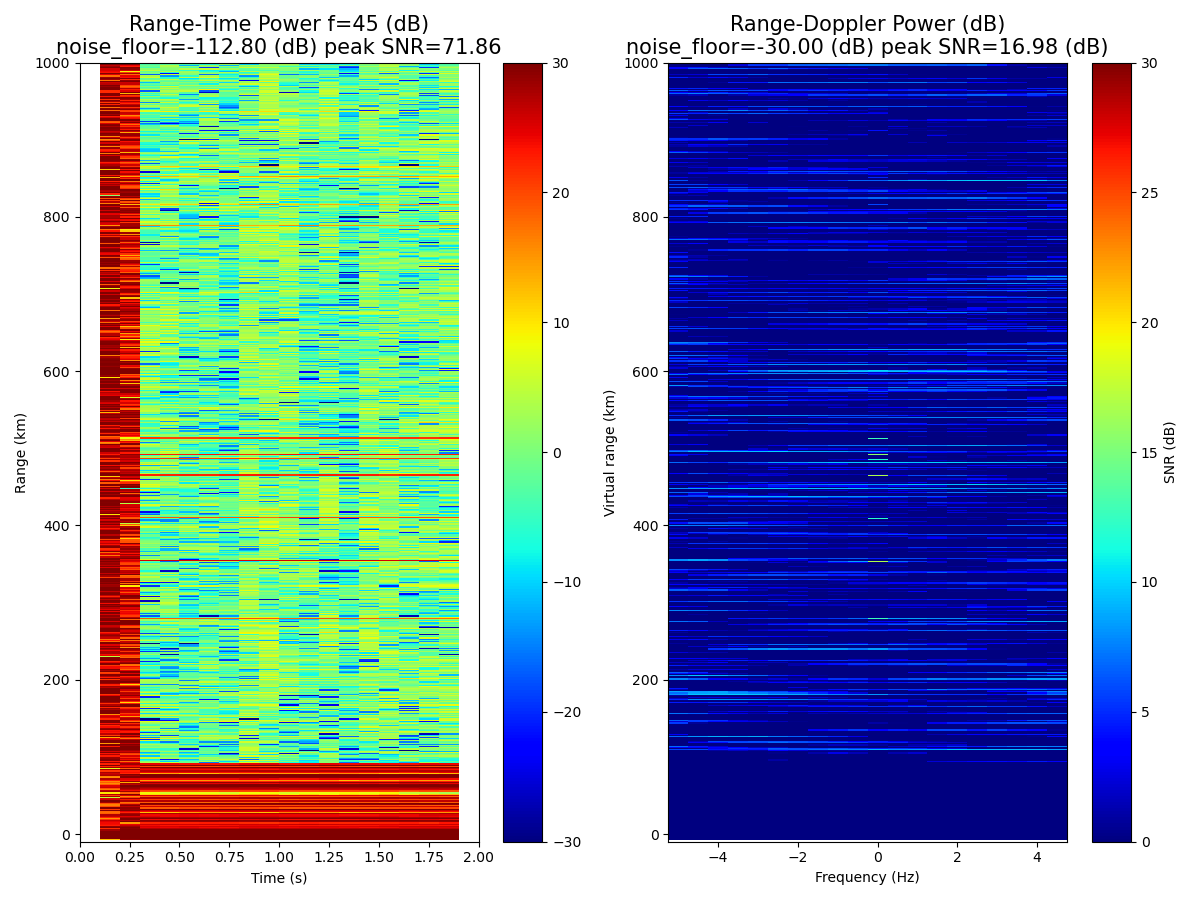 Range-Time Power f=45 (dB)
noise_floor=-112.80 (dB) peak SNR=71.86
Range-Doppler Power (dB)
noise_floor=-30.00 (dB) peak SNR=16.98 (dB)
1000
800
600
400
200
0
Range (km)
0.00 0.25 0.50 0.75 1.00 1.25 1.50 1.75 2.00
Time (s)
30
20
10
0
−10
−20
−30
1000
800
600
400
200
0
Virtual range (km)
−4 −2 0 2 4
Frequency (Hz)
30
25
20
15
10
5
0
SNR (dB)